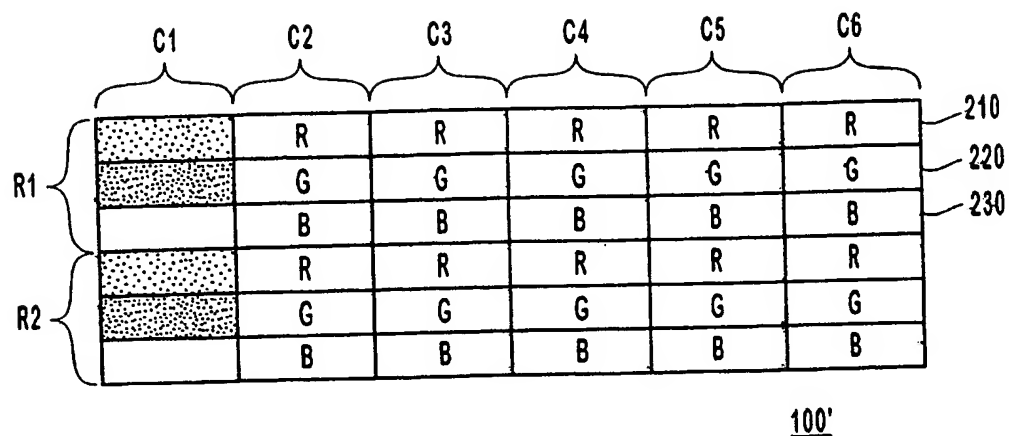 C1 C2 C3 C4 C5 C6
R R R R R 210
G G G G G 220
R1
B B B B B 230
R R R R R
R2 G G G G G
B B B B B
100'